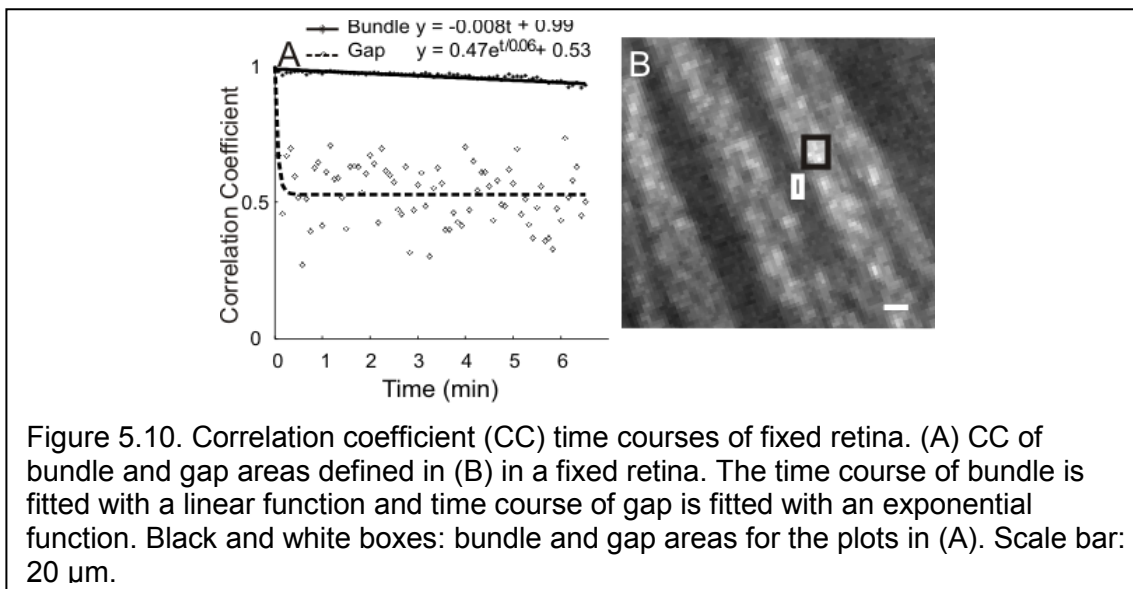 Bundle y = -0.008t + 0.99
Gap y = 0.47e^t/0.06 + 0.53
A
B
1
0.5
0
Correlation Coefficient
0 1 2 3 4 5 6
Time (min)
Figure 5.10. Correlation coefficient (CC) time courses of fixed retina. (A) CC of
bundle and gap areas defined in (B) in a fixed retina. The time course of bundle is
fitted with a linear function and time course of gap is fitted with an exponential
function. Black and white boxes: bundle and gap areas for the plots in (A). Scale bar:
20 µm.